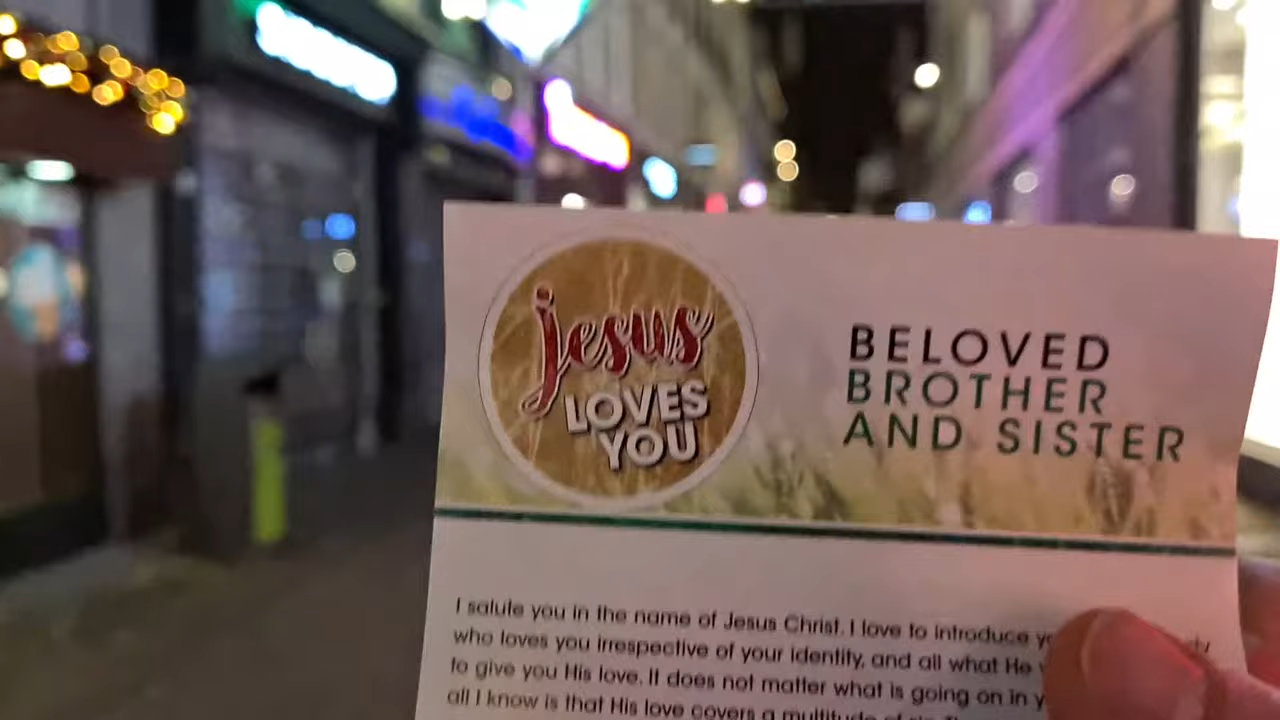 Jesus
LOVES
YOU
BELOVED
BROTHER
AND SISTER
I salute you in the name of Jesus Christ. I love to introduce
who loves you irrespective of your identity, and all what He
to give you His love. It does not matter what is going on in
all I know is that His love covers a multitude of